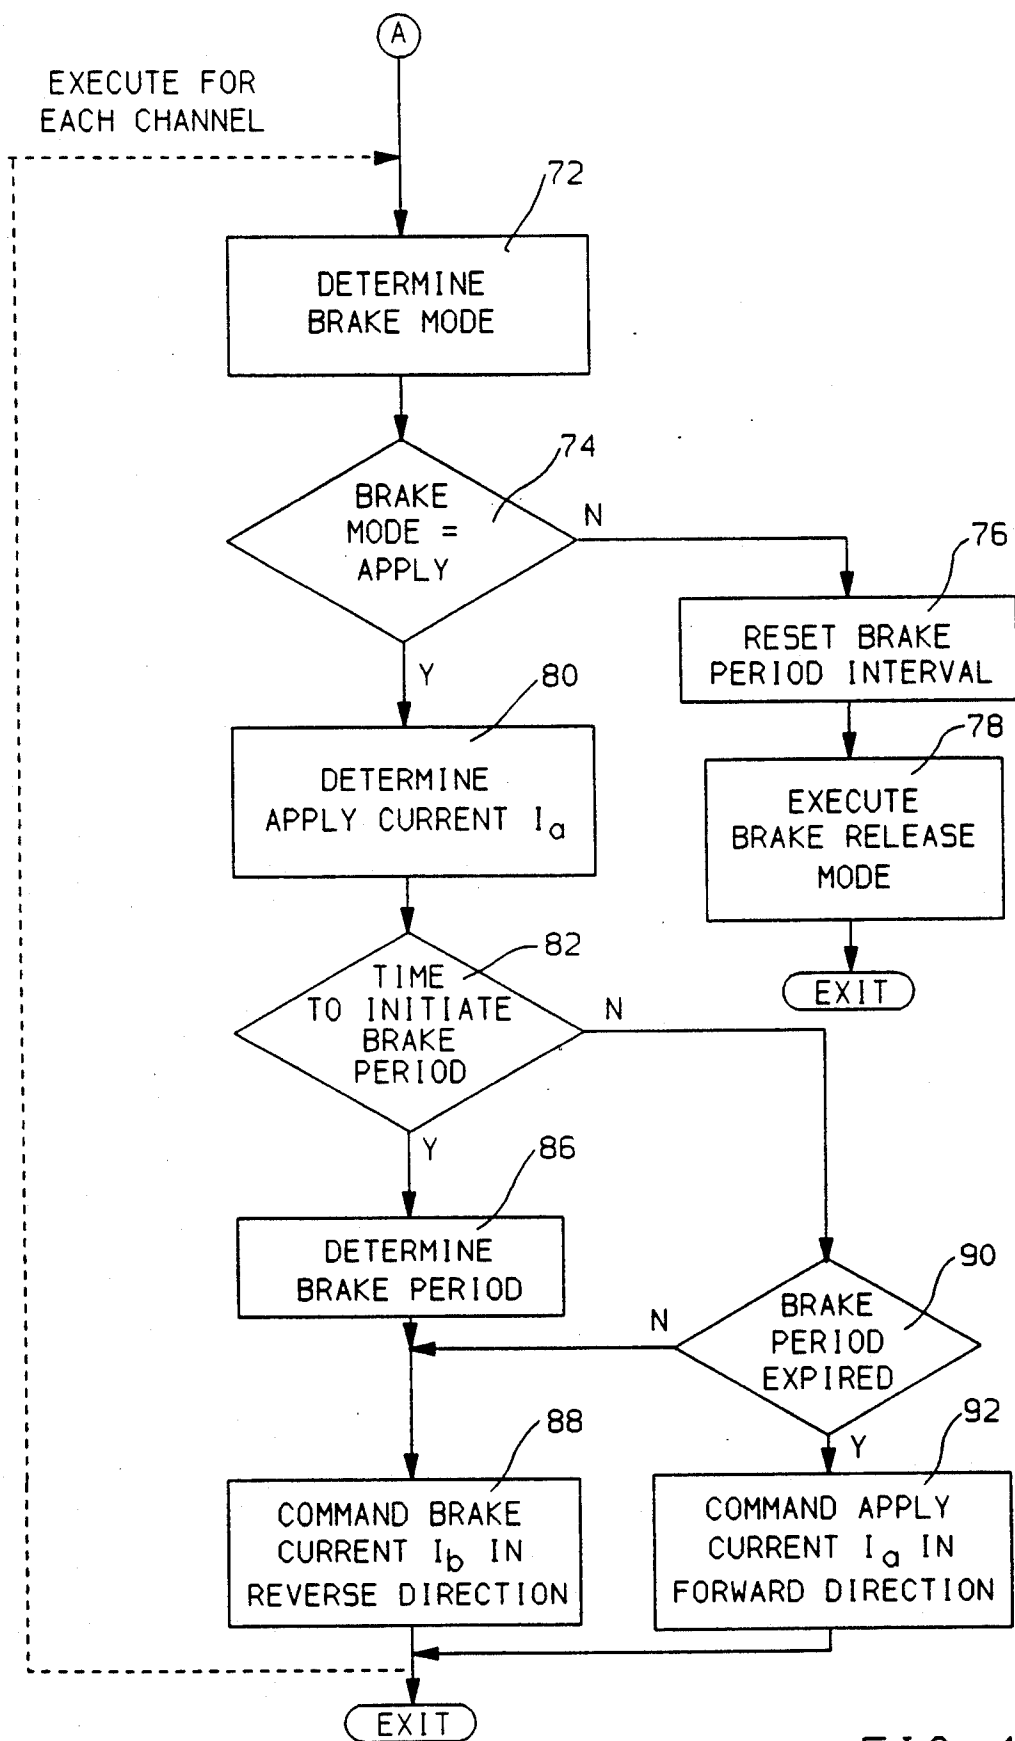 A
EXECUTE FOR
EACH CHANNEL
72
DETERMINE
BRAKE MODE
74
BRAKE
MODE =
APPLY
N
Y
76
RESET BRAKE
PERIOD INTERVAL
78
EXECUTE
BRAKE RELEASE
MODE
EXIT
80
DETERMINE
APPLY CURRENT Ia
82
TIME
TO INITIATE
BRAKE
PERIOD
N
Y
86
DETERMINE
BRAKE PERIOD
90
BRAKE
PERIOD
EXPIRED
N
Y
88
COMMAND BRAKE
CURRENT Ib IN
REVERSE DIRECTION
92
COMMAND APPLY
CURRENT Ia IN
FORWARD DIRECTION
EXIT